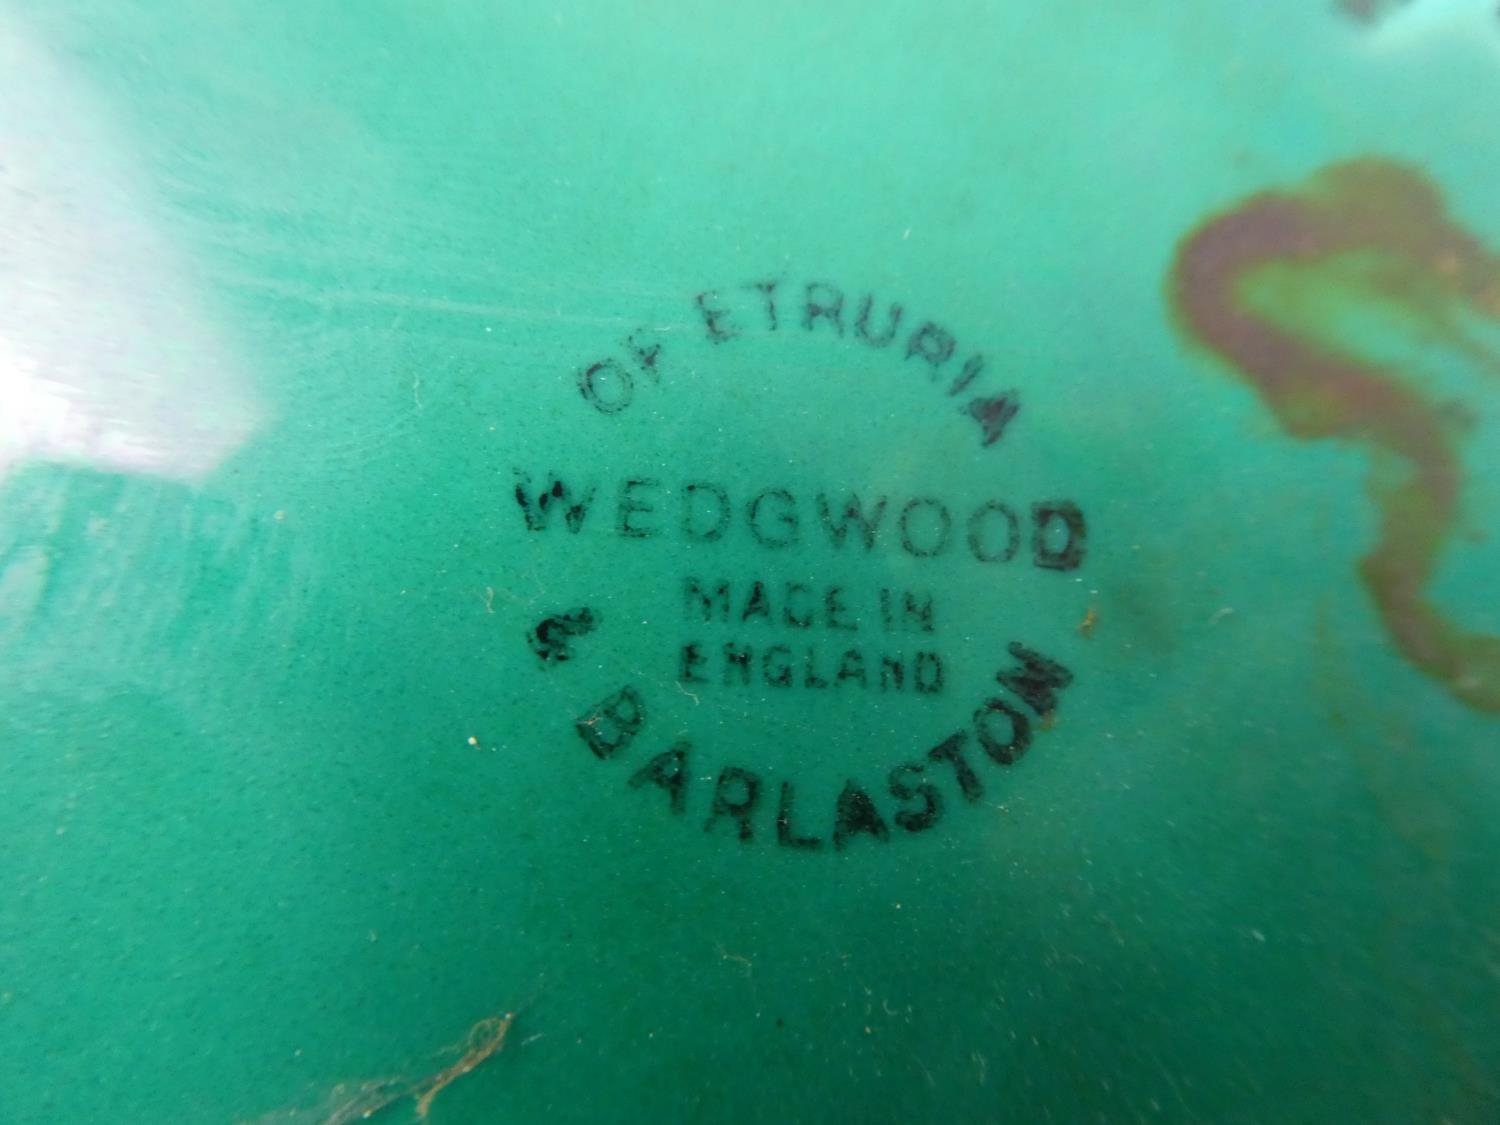 OF ETRURIA
WEDGWOOD
MADE IN
ENGLAND
& BARLASTON